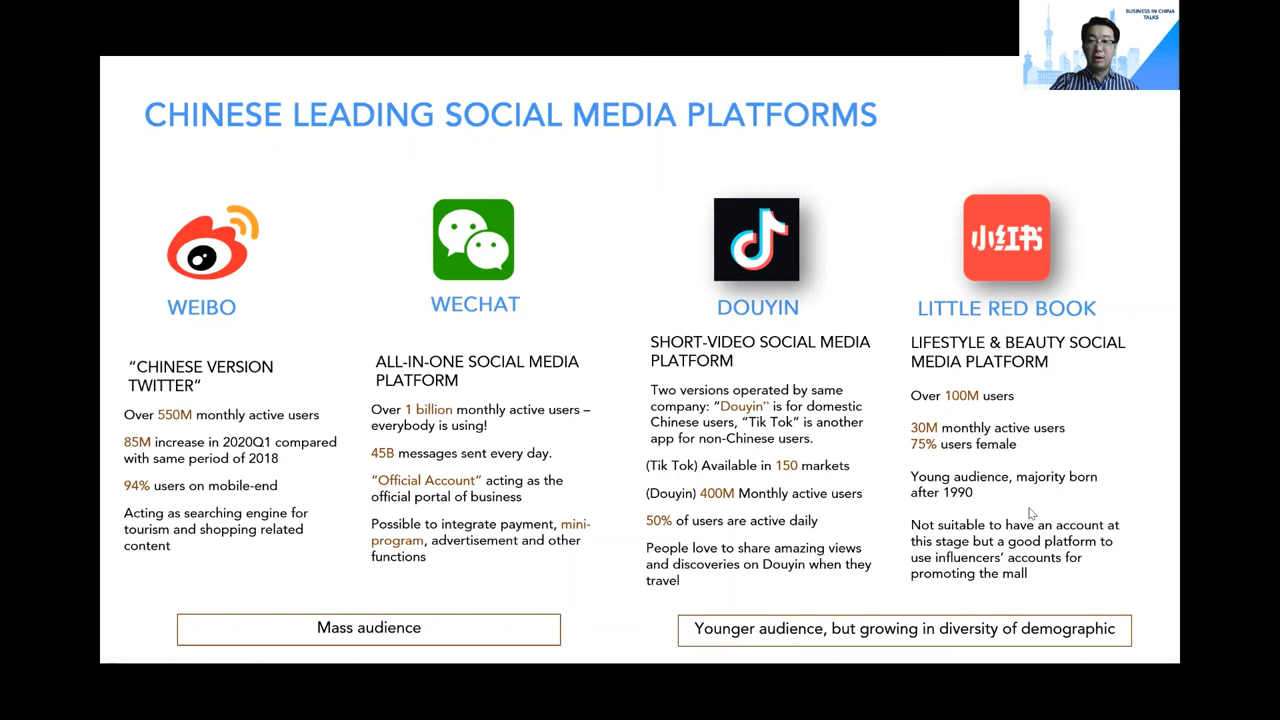 BUSINESS IN CHINA
TALKS
CHINESE LEADING SOCIAL MEDIA PLATFORMS
WEIBO
“CHINESE VERSION
TWITTER“
Over 550M monthly active users
85M increase in 2020Q1 compared
with same period of 2018
94% users on mobile-end
Acting as searching engine for
tourism and shopping related
content
WECHAT
ALL-IN-ONE SOCIAL MEDIA
PLATFORM
Over 1 billion monthly active users –
everybody is using!
45B messages sent every day.
“Official Account” acting as the
official portal of business
Possible to integrate payment, mini-
program, advertisement and other
functions
Mass audience
DOUYIN
SHORT-VIDEO SOCIAL MEDIA
PLATFORM
Two versions operated by same
company: “Douyin” is for domestic
Chinese users, “Tik Tok” is another
app for non-Chinese users.
(Tik Tok) Available in 150 markets
(Douyin) 400M Monthly active users
50% of users are active daily
People love to share amazing views
and discoveries on Douyin when they
travel
小红书
LITTLE RED BOOK
LIFESTYLE & BEAUTY SOCIAL
MEDIA PLATFORM
Over 100M users
30M monthly active users
75% users female
Young audience, majority born
after 1990
Not suitable to have an account at
this stage but a good platform to
use influencers’ accounts for
promoting the mall
Younger audience, but growing in diversity of demographic